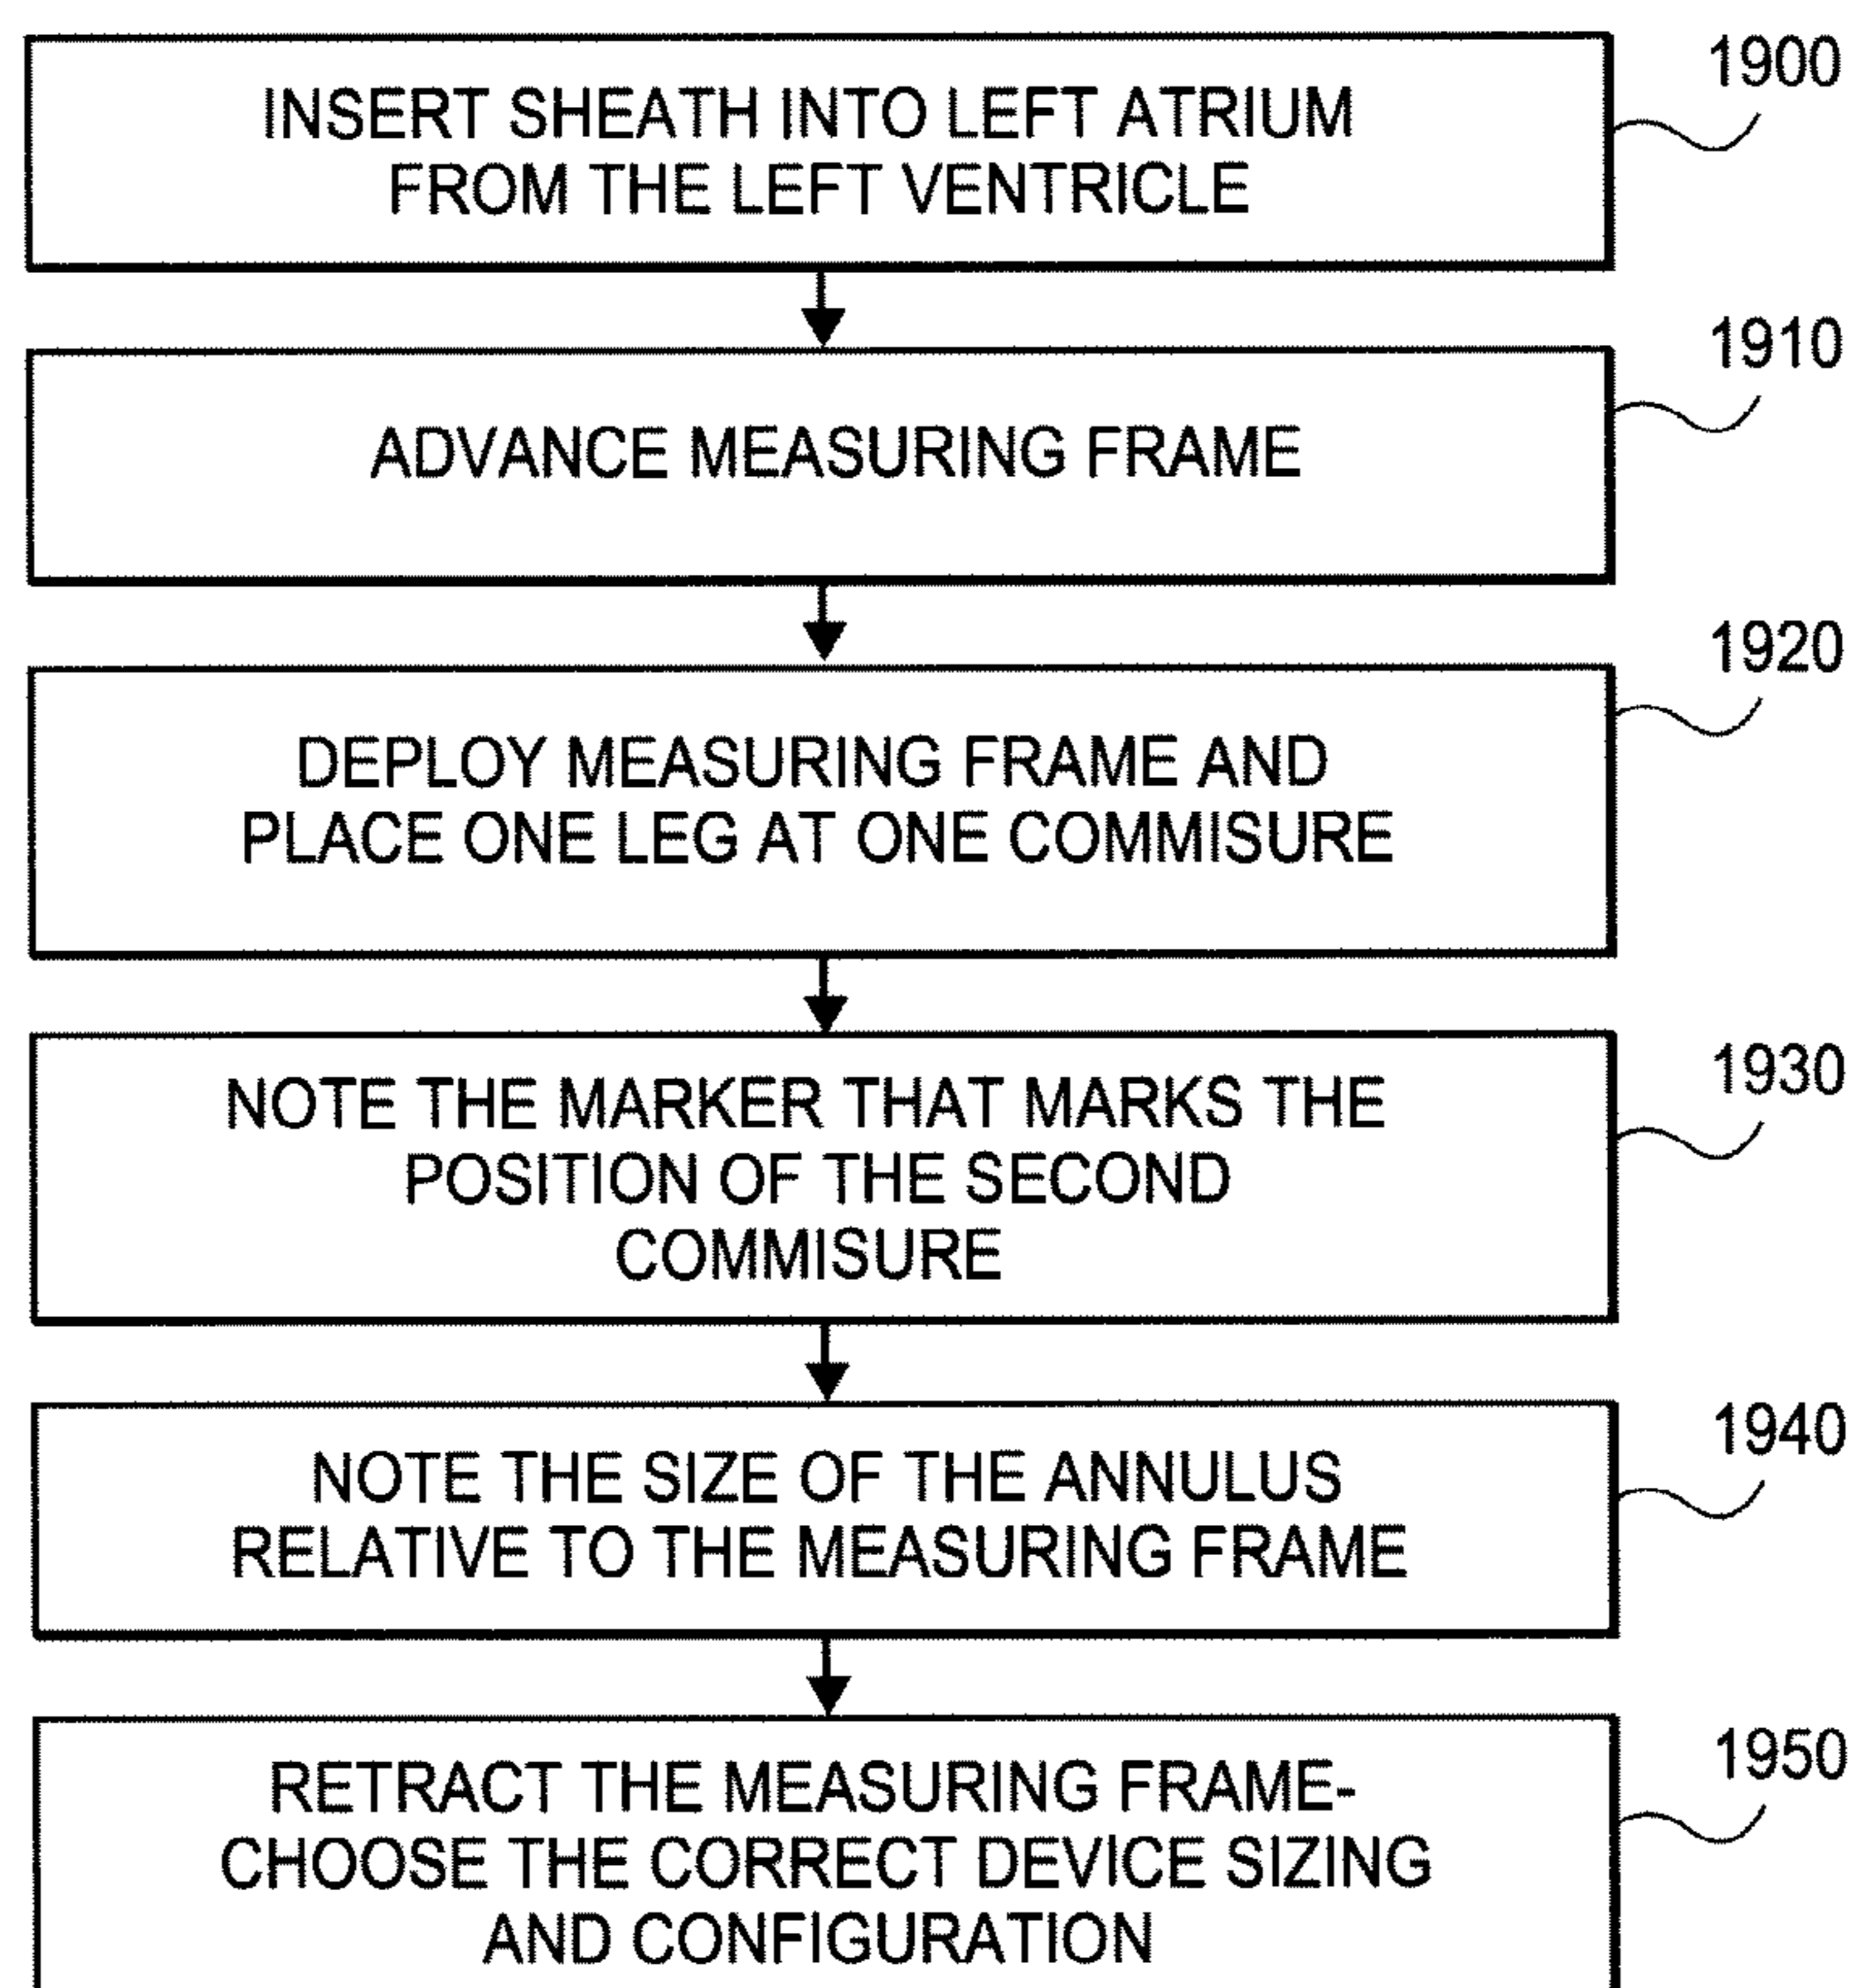 1900
INSERT SHEATH INTO LEFT ATRIUM
FROM THE LEFT VENTRICLE
1910
ADVANCE MEASURING FRAME
1920
DEPLOY MEASURING FRAME AND
PLACE ONE LEG AT ONE COMMISURE
1930
NOTE THE MARKER THAT MARKS THE
POSITION OF THE SECOND
COMMISURE
1940
NOTE THE SIZE OF THE ANNULUS
RELATIVE TO THE MEASURING FRAME
1950
RETRACT THE MEASURING FRAME-
CHOOSE THE CORRECT DEVICE SIZING
AND CONFIGURATION